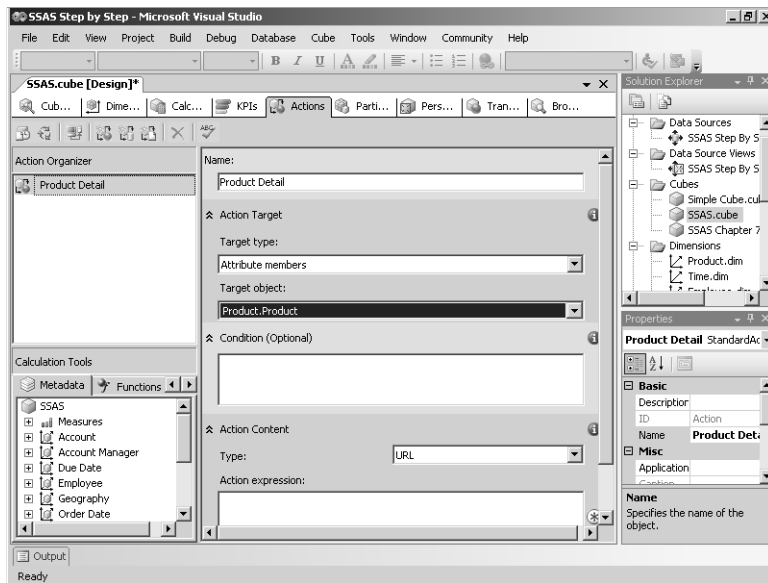 SSAS Step by Step - Microsoft Visual Studio
File Edit View Project Build Debug Database Cube Tools Window Community Help
B I U A
SSAS.cube [Design]*
Cub... Dime... Calc... KPIs Actions Parti... Pers... Tran... Bro...
ABC
Action Organizer
Product Detail
Calculation Tools
Metadata Functions
SSAS
Measures
Account
Account Manager
Due Date
Employee
Geography
Order Date
Name:
Product Detail
Action Target
Target type:
Attribute members
Target object:
Product.Product
Condition (Optional)
Action Content
Type: URL
Action expression:
Solution Explorer
Data Sources
SSAS Step By S
Data Source Views
SSAS Step By S
Cubes
Simple Cube.cul
SSAS.cube
SSAS Chapter 7
Dimensions
Product.dim
Time.dim
Employee.dim
Properties
Product Detail StandardAc
Basic
Description
ID Action
Name Product Deta
Misc
Application
Caption
Name
Specifies the name of the
object.
Output
Ready